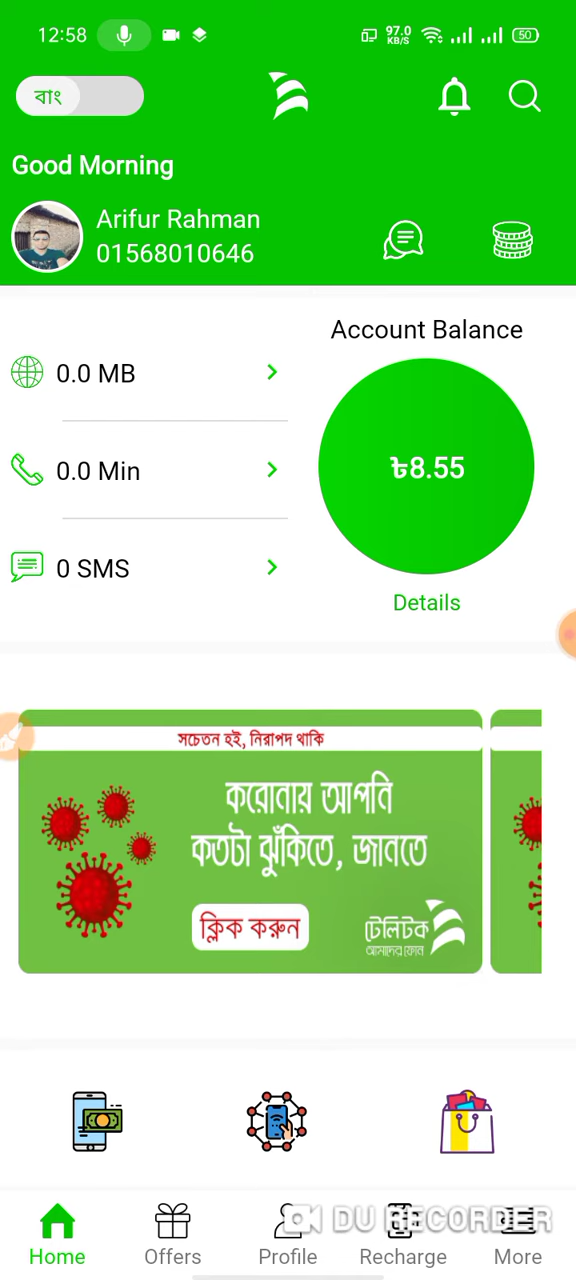 12:58
97.0
KB/S
50
বাং
Good Morning
Arifur Rahman
01568010646
Account Balance
0.0 MB
৳8.55
0.0 Min
0 SMS
Details
সচেতন হই, নিরাপদ থাকি
করোনায় আপনি
কতটা ঝুঁকিতে, জানতে
ক্লিক করুন
টেলিটক
আমাদের ফোন
DU RECORDER
Home
Offers
Profile
Recharge
More